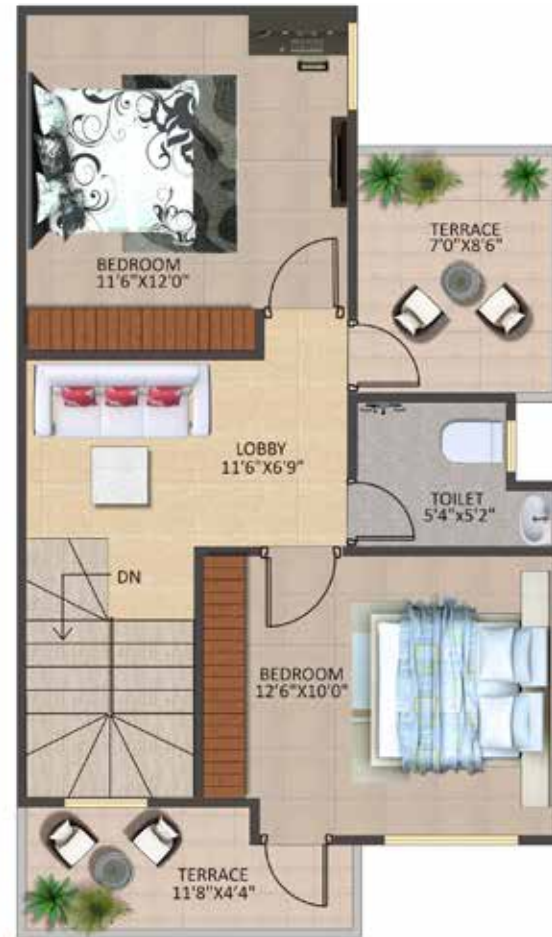 BEDROOM
11'6"X12'0"
TERRACE
7'0"X8'6"
LOBBY
11'6"X6'9"
TOILET
5'4"x5'2"
DN
BEDROOM
12'6"X10'0"
TERRACE
11'8"X4'4"